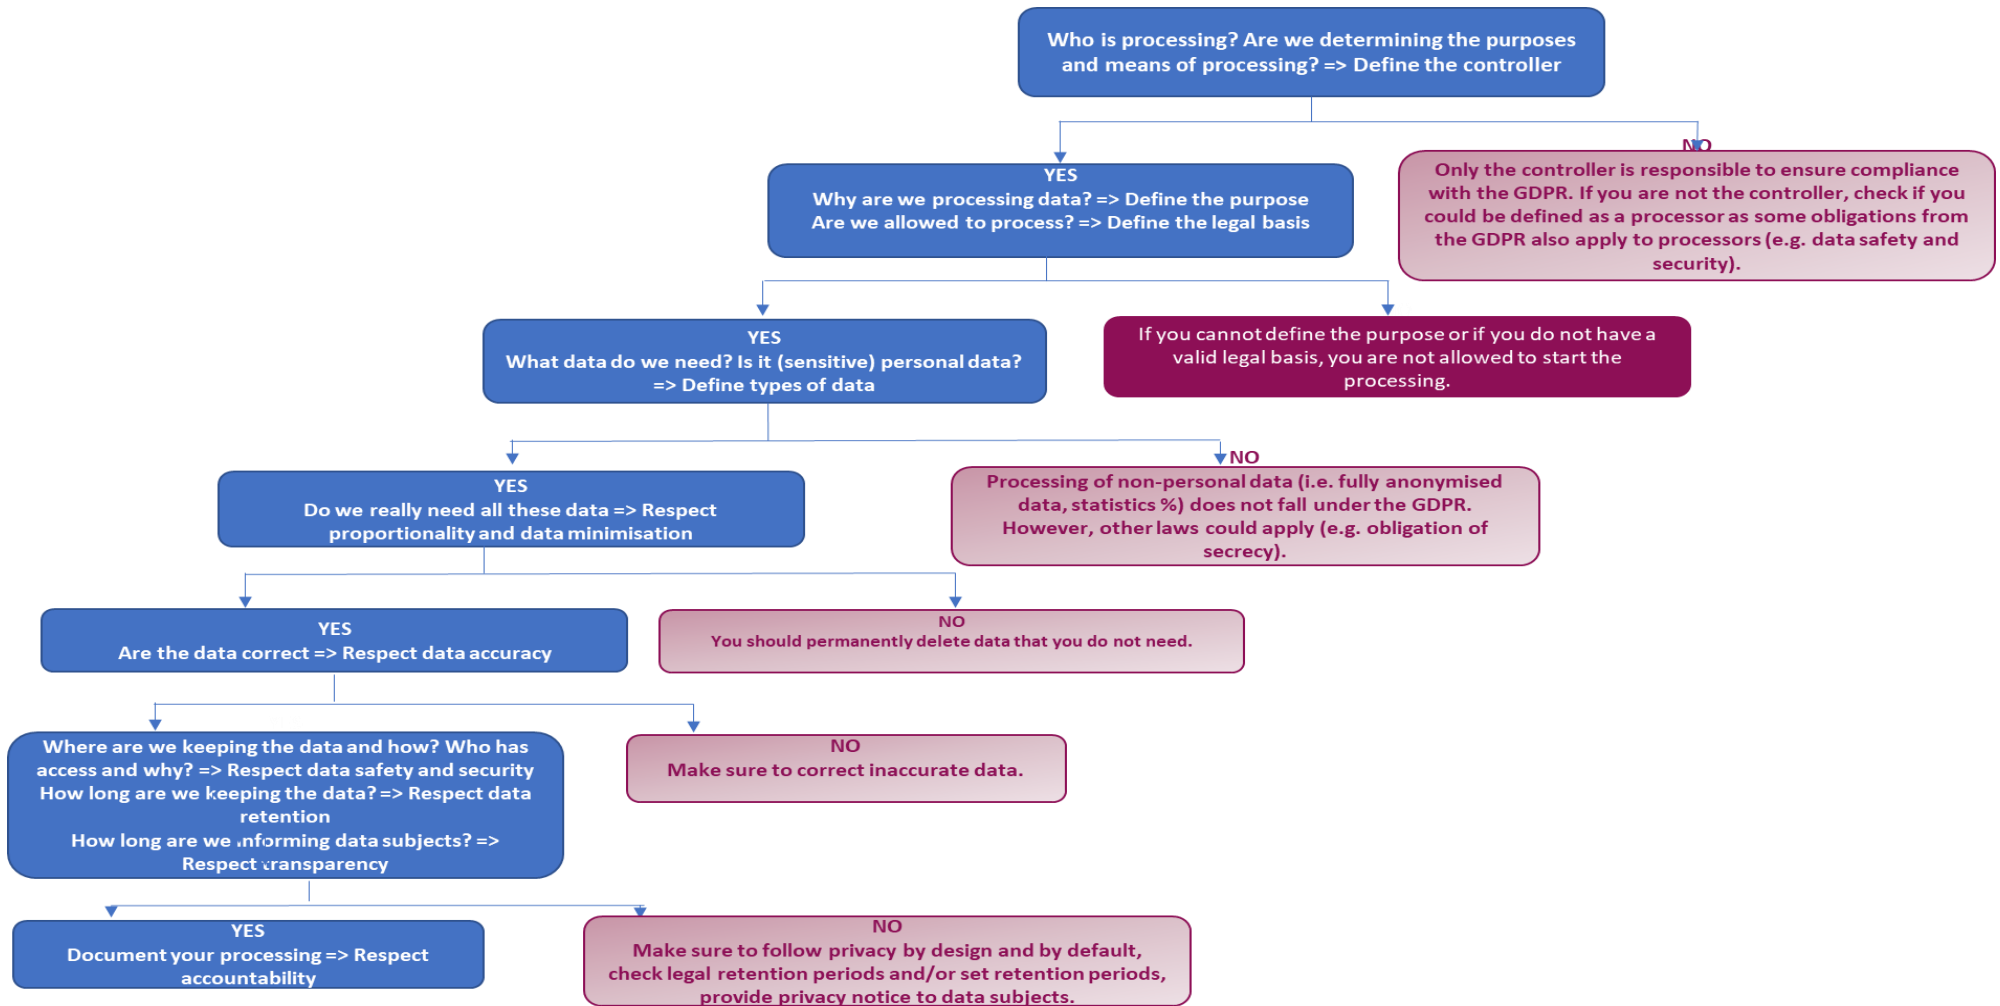 Who is processing? Are we determining the purposes
and means of processing? => Define the controller
YES
Why are we processing data? => Define the purpose
Are we allowed to process? => Define the legal basis
NO
Only the controller is responsible to ensure compliance
with the GDPR. If you are not the controller, check if you
could be defined as a processor as some obligations from
the GDPR also apply to processors (e.g. data safety and
security).
YES
What data do we need? Is it (sensitive) personal data?
=> Define types of data
If you cannot define the purpose or if you do not have a
valid legal basis, you are not allowed to start the
processing.
YES
Do we really need all these data => Respect
proportionality and data minimisation
NO
Processing of non-personal data (i.e. fully anonymised
data, statistics %) does not fall under the GDPR.
However, other laws could apply (e.g. obligation of
secrecy).
YES
Are the data correct => Respect data accuracy
NO
You should permanently delete data that you do not need.
Where are we keeping the data and how? Who has
access and why? => Respect data safety and security
How long are we keeping the data? => Respect data
retention
How long are we informing data subjects? =>
Respect transparency
NO
Make sure to correct inaccurate data.
YES
Document your processing => Respect
accountability
NO
Make sure to follow privacy by design and by default,
check legal retention periods and/or set retention periods,
provide privacy notice to data subjects.